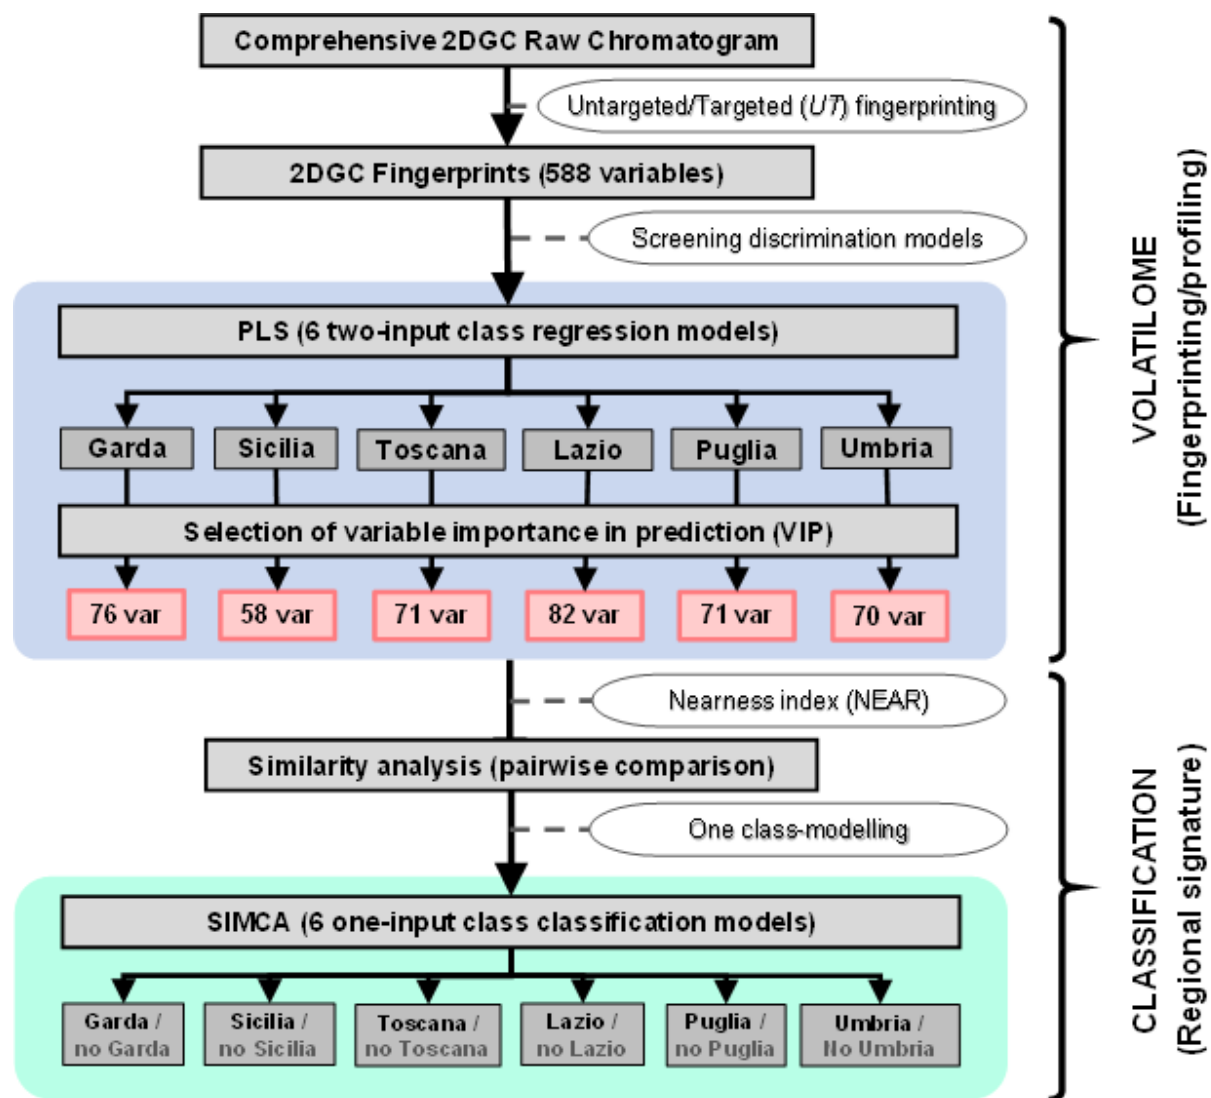 Comprehensive 2DGC Raw Chromatogram
Untargeted/Targeted (UT) fingerprinting
2DGC Fingerprints (588 variables)
Screening discrimination models
PLS (6 two-input class regression models)
Garda
Sicilia
Toscana
Lazio
Puglia
Umbria
Selection of variable importance in prediction (VIP)
76 var
58 var
71 var
82 var
71 var
70 var
VOLATILOME
(Fingerprinting/profiling)
Nearness index (NEAR)
Similarity analysis (pairwise comparison)
One class-modelling
SIMCA (6 one-input class classification models)
Garda /
no Garda
Sicilia /
no Sicilia
Toscana /
no Toscana
Lazio /
no Lazio
Puglia /
no Puglia
Umbria /
No Umbria
CLASSIFICATION
(Regional signature)